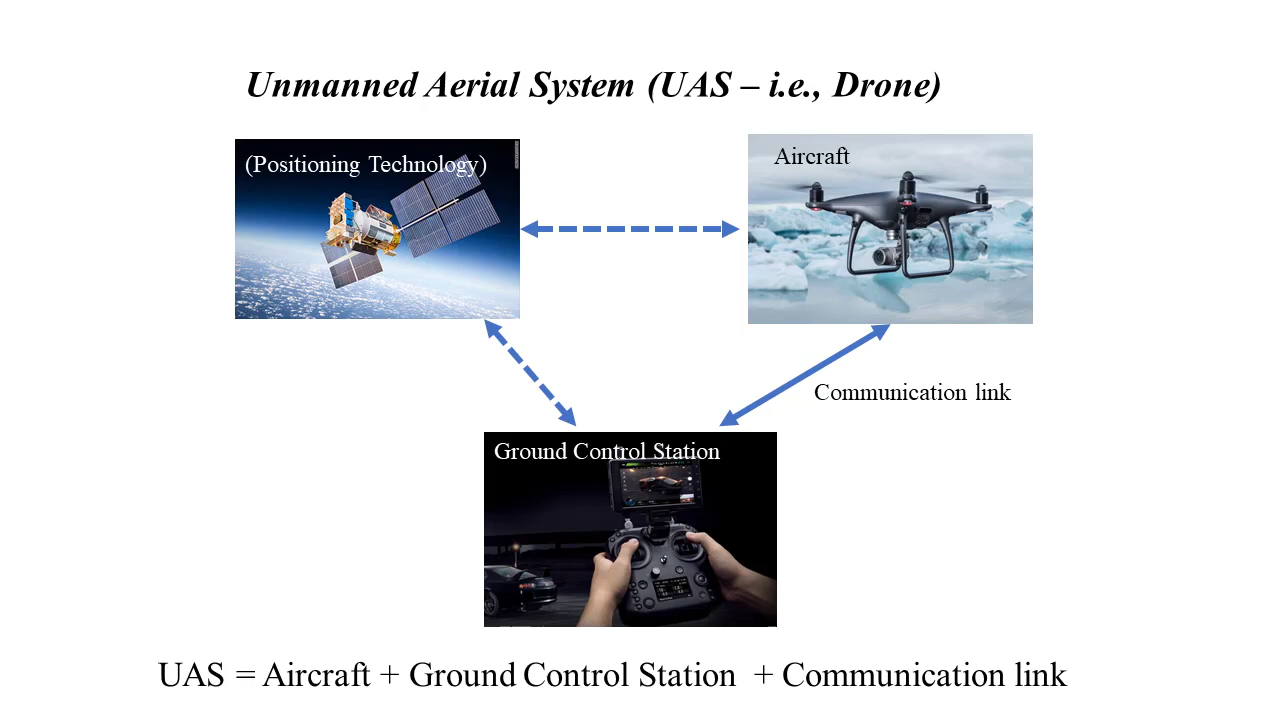 Unmanned Aerial System (UAS – i.e., Drone)
(Positioning Technology)
Aircraft
Communication link
Ground Control Station
UAS = Aircraft + Ground Control Station + Communication link